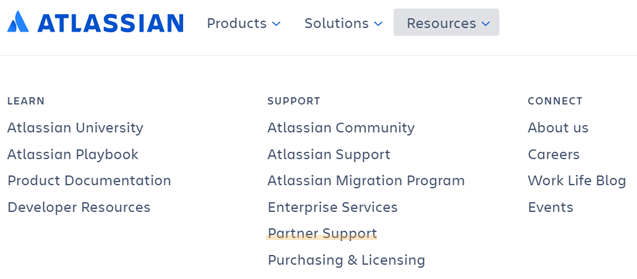 ATLASSIAN Products Solutions Resources
LEARN
Atlassian University
Atlassian Playbook
Product Documentation
Developer Resources
SUPPORT
Atlassian Community
Atlassian Support
Atlassian Migration Program
Enterprise Services
Partner Support
Purchasing & Licensing
CONNECT
About us
Careers
Work Life Blog
Events